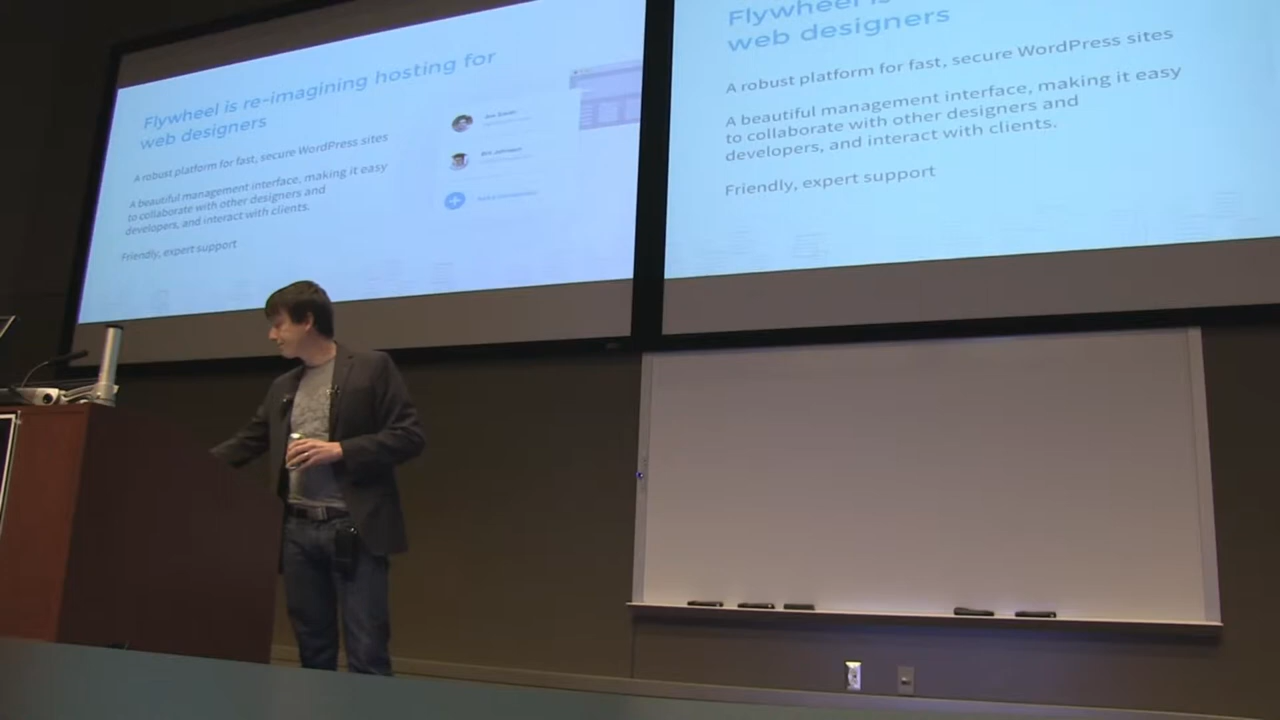 Flywheel is re-imagining hosting for
web designers
A robust platform for fast, secure WordPress sites
A beautiful management interface, making it easy
to collaborate with other designers and
developers, and interact with clients.
Friendly, expert support
Flywheel is
web designers
A robust platform for fast, secure WordPress sites
A beautiful management interface, making it easy
to collaborate with other designers and
developers, and interact with clients.
Friendly, expert support